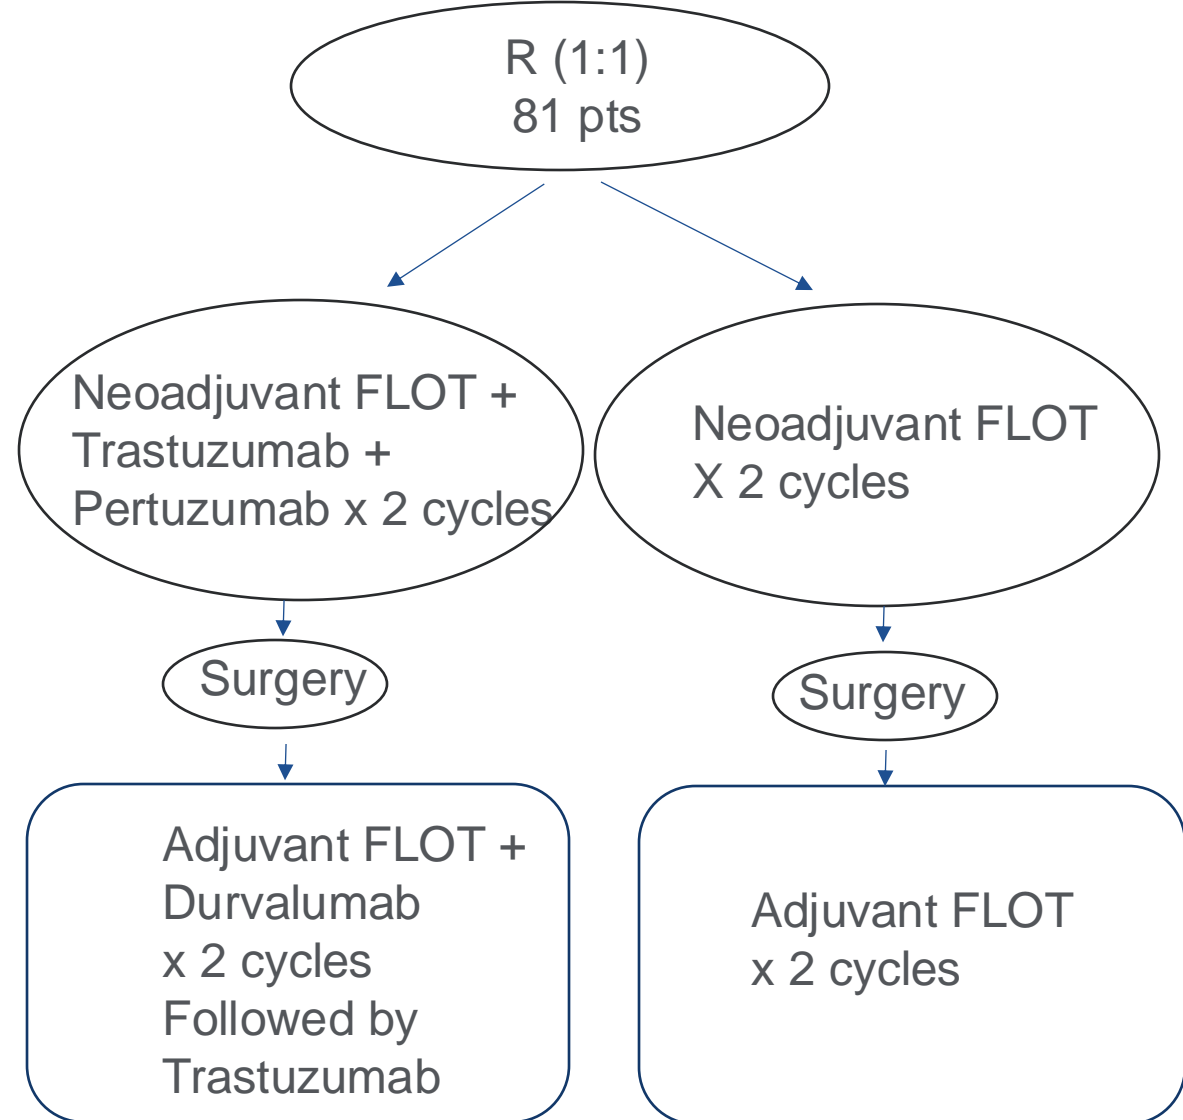 R (1:1)
81 pts
Neoadjuvant FLOT +
Trastuzumab +
Pertuzumab x 2 cycles
Neoadjuvant FLOT
X 2 cycles
Surgery
Surgery
Adjuvant FLOT +
Durvalumab
x 2 cycles
Followed by
Trastuzumab
Adjuvant FLOT
x 2 cycles